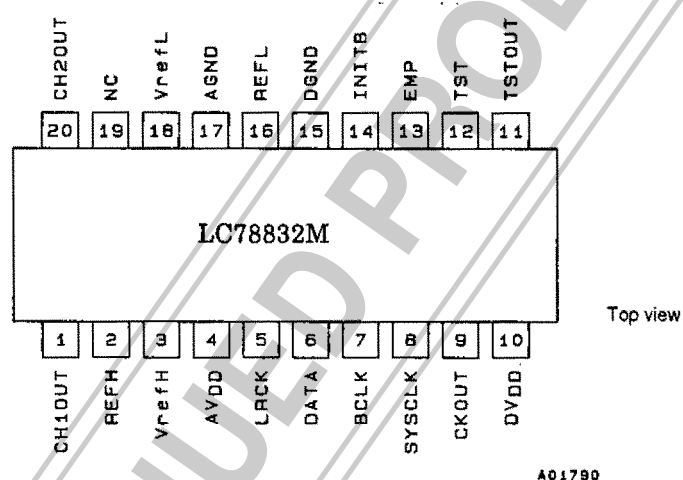 CH2OUT NC VrefL AGND REFL DGND INITB EMP TST TSTOUT
20 19 18 17 16 15 14 13 12 11
LC78832M
Top view
1 2 3 4 5 6 7 8 9 10
CH1OUT REFH VrefH AVDD LRCK DATA BCLK SYSCLK CKOUT DVDD
A01790